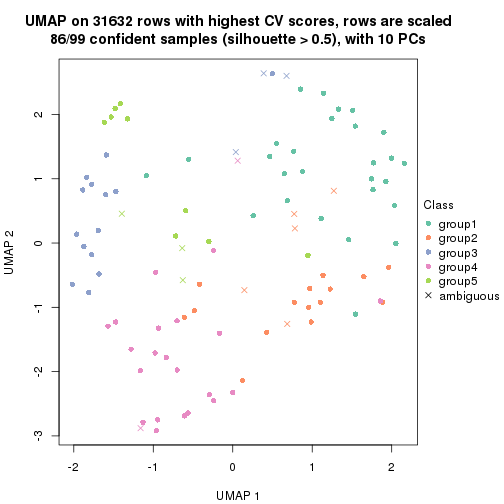 UMAP on 31632 rows with highest CV scores, rows are scaled
86/99 confident samples (silhouette > 0.5), with 10 PCs
2
1
0
-1
-2
-3
UMAP 2
-2
-1
0
1
2
UMAP 1
Class
group1
group2
group3
group4
group5
ambiguous